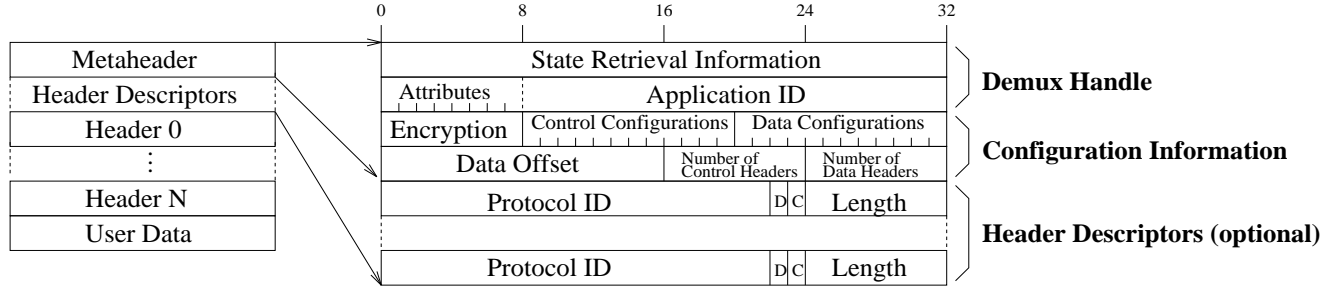 0 8 16 24 32
Metaheader
Header Descriptors
Header 0
⋮
Header N
User Data
State Retrieval Information
Attributes Application ID
Encryption Control Configurations Data Configurations
Data Offset Number of Control Headers Number of Data Headers
Protocol ID D C Length
Protocol ID D C Length
Demux Handle
Configuration Information
Header Descriptors (optional)